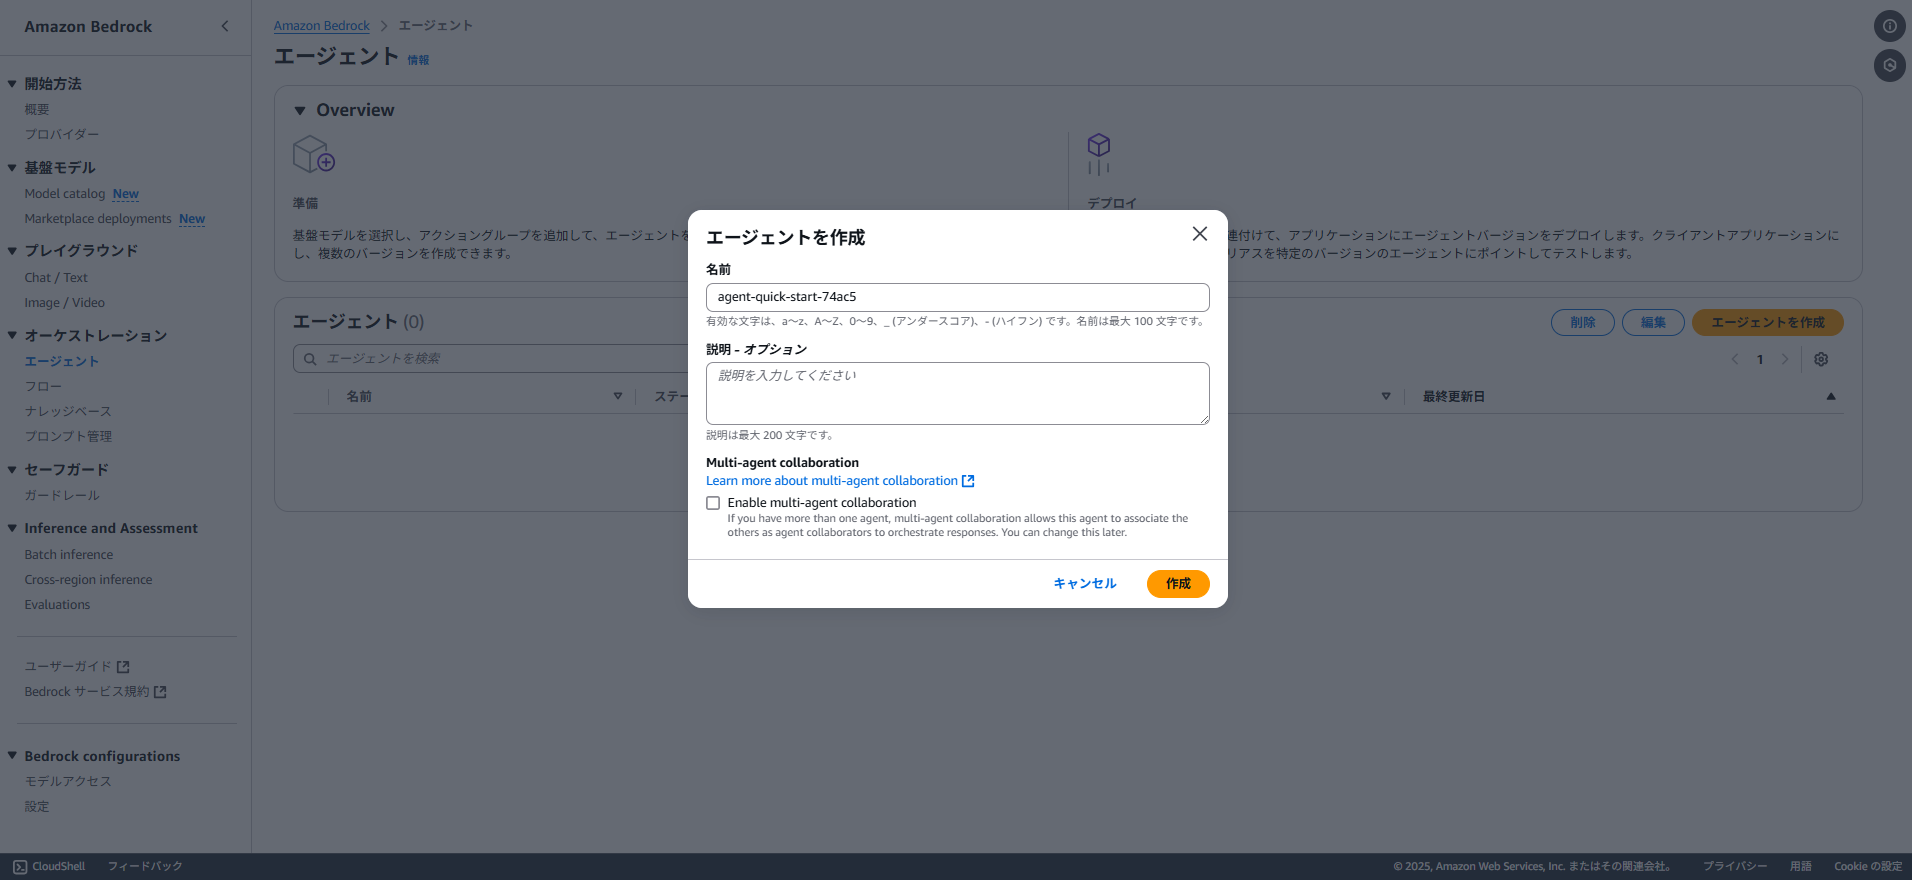 Amazon Bedrock
開始方法
概要
プロバイダー
基盤モデル
Model catalog New
Marketplace deployments New
プレイグラウンド
Chat / Text
Image / Video
オーケストレーション
エージェント
フロー
ナレッジベース
プロンプト管理
セーフガード
ガードレール
Inference and Assessment
Batch inference
Cross-region inference
Evaluations
ユーザーガイド
Bedrock サービス規約
Bedrock configurations
モデルアクセス
設定
Amazon Bedrock > エージェント
エージェント 情報
Overview
準備
基盤モデルを選択し、アクショングループを追加して、エージェントを
し、複数のバージョンを作成できます。
デプロイ
連付けて、アプリケーションにエージェントバージョンをデプロイします。クライアントアプリケーションに
リアスを特定のバージョンのエージェントにポイントしてテストします。
エージェント (0)
削除
編集
エージェントを作成
エージェントを検索
1
名前
ステー
最終更新日
エージェントを作成
名前
agent-quick-start-74ac5
有効な文字は、a～z、A～Z、0～9、_ (アンダースコア)、- (ハイフン) です。名前は最大 100 文字です。
説明 - オプション
説明を入力してください
説明は最大 200 文字です。
Multi-agent collaboration
Learn more about multi-agent collaboration
Enable multi-agent collaboration
If you have more than one agent, multi-agent collaboration allows this agent to associate the
others as agent collaborators to orchestrate responses. You can change this later.
キャンセル
作成
CloudShell
フィードバック
© 2025, Amazon Web Services, Inc. またはその関連会社。
プライバシー
用語
Cookie の設定